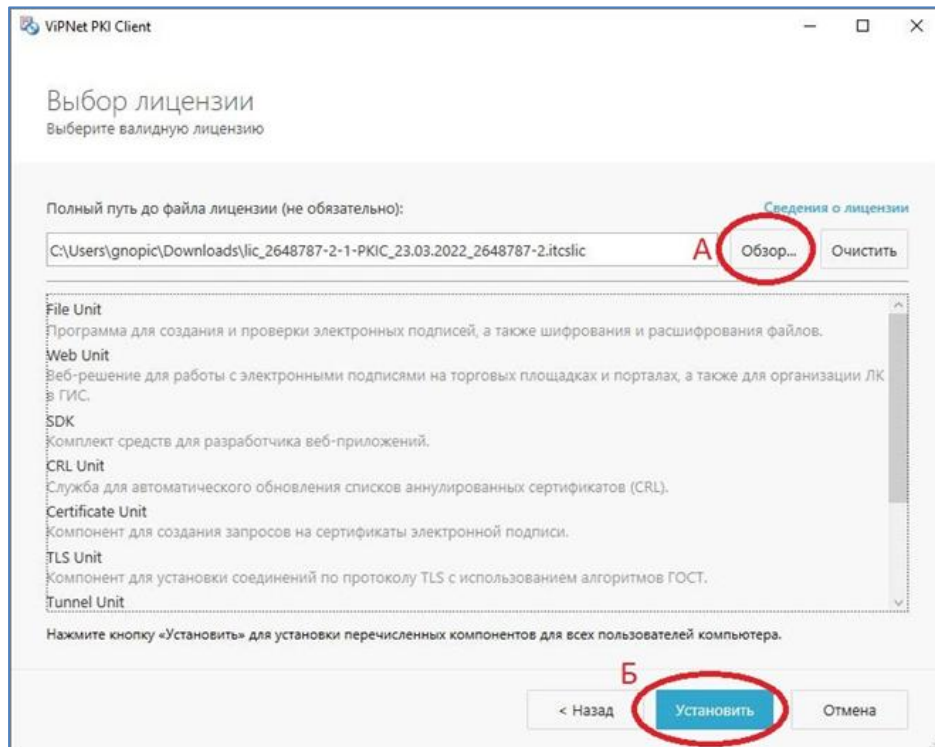 ViPNet PKI Client
Выбор лицензии
Выберите валидную лицензию
Полный путь до файла лицензии (не обязательно):
Сведения о лицензии
C:\Users\gnopic\Downloads\lic_2648787-2-1-PKIC_23.03.2022_2648787-2.itcslic
А
Обзор...
Очистить
File Unit
Программа для создания и проверки электронных подписей, а также шифрования и расшифрования файлов.
Web Unit
Веб-решение для работы с электронными подписями на торговых площадках и порталах, а также для организации ЛК
в ГИС.
SDK
Комплект средств для разработчика веб-приложений.
CRL Unit
Служба для автоматического обновления списков аннулированных сертификатов (CRL).
Certificate Unit
Компонент для создания запросов на сертификаты электронной подписи.
TLS Unit
Компонент для установки соединений по протоколу TLS с использованием алгоритмов ГОСТ.
Tunnel Unit
Нажмите кнопку «Установить» для установки перечисленных компонентов для всех пользователей компьютера.
Б
< Назад
Установить
Отмена